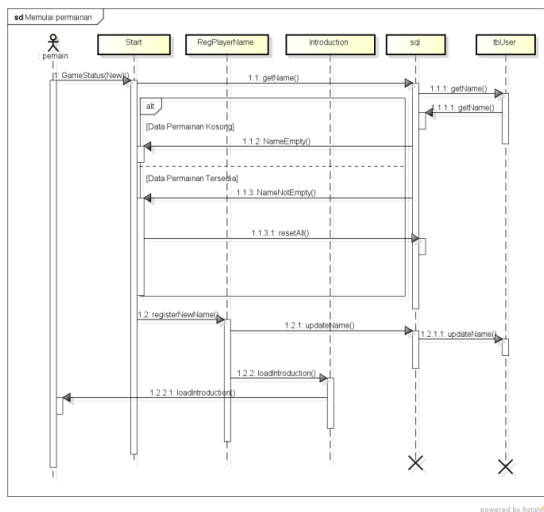 sd Memulai permainan
: pemain
Start
RegPlayerName
Introduction
sql
tbUser
1: GameStatus(New)()
1.1: getName()
1.1.1: getName()
1.1.1.1: getName()
alt
[Data Permainan Kosong]
1.1.2: NameEmpty()
[Data Permainan Tersedia]
1.1.3: NameNotEmpty()
1.1.3.1: resetAll()
1.2: registerNewName()
1.2.1: updateName()
1.2.1.1: updateName()
1.2.2: loadIntroduction()
1.2.2.1: loadIntroduction()
powered by Astah